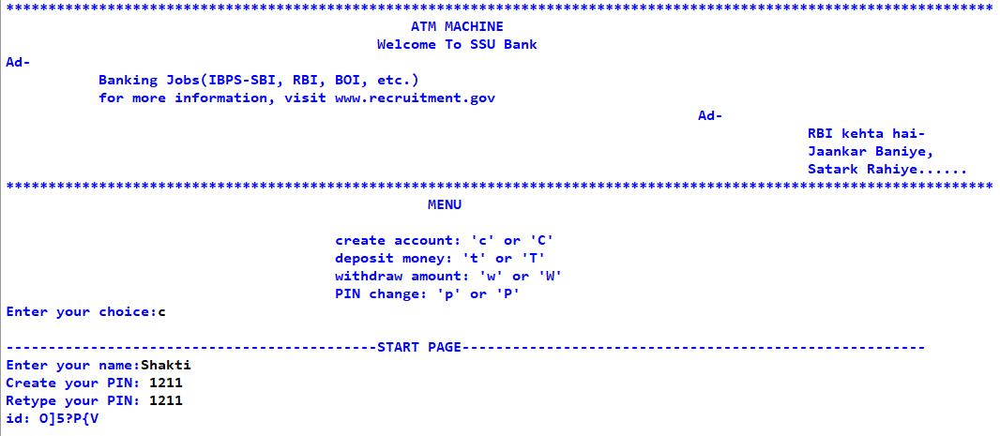 *********************************************************************************************************************
ATM MACHINE
Welcome To SSU Bank
Ad-
Banking Jobs(IBPS-SBI, RBI, BOI, etc.)
for more information, visit www.recruitment.gov
Ad-
RBI kehta hai-
Jaankar Baniye,
Satark Rahiye......
*********************************************************************************************************************
MENU
create account: 'c' or 'C'
deposit money: 't' or 'T'
withdraw amount: 'w' or 'W'
PIN change: 'p' or 'P'
Enter your choice:c
--------------------------------------------START PAGE-------------------------------------------------------
Enter your name:Shakti
Create your PIN: 1211
Retype your PIN: 1211
id: O]5?P{V